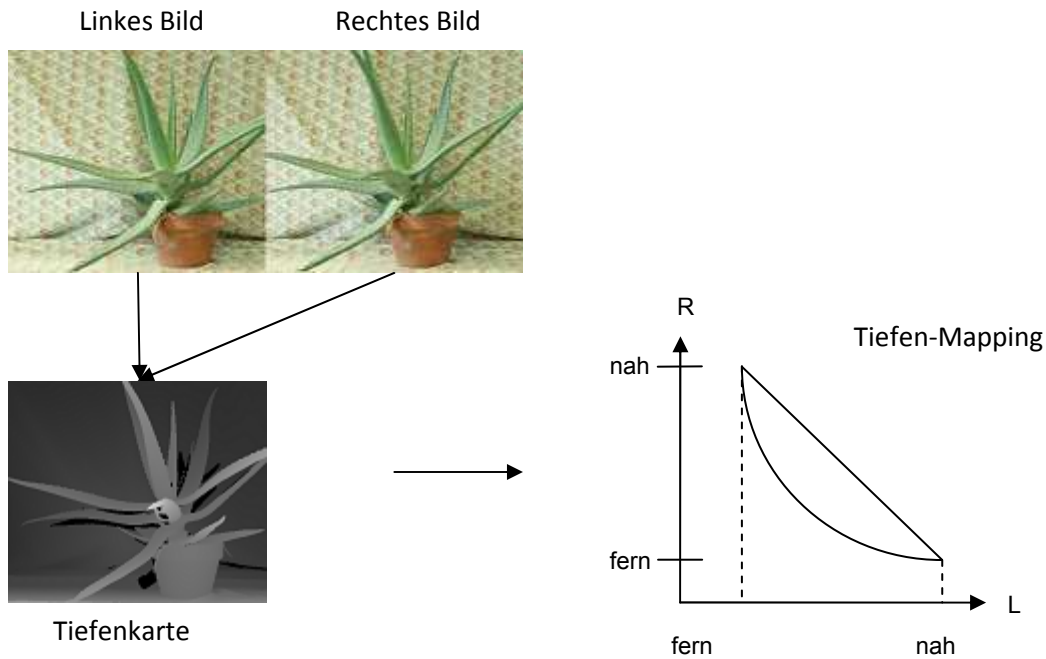 Linkes Bild
Rechtes Bild
R
Tiefen-Mapping
nah
fern
L
fern
nah
Tiefenkarte